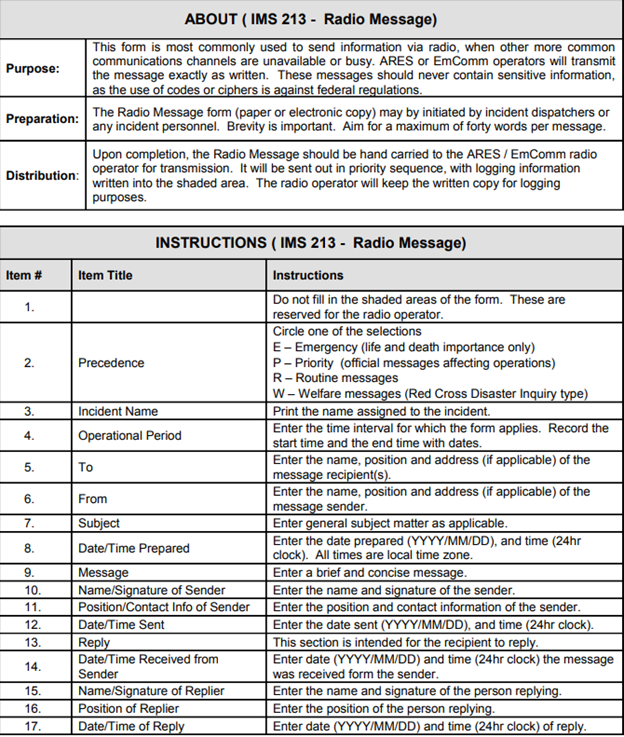 ABOUT ( IMS 213 - Radio Message)
Purpose:
This form is most commonly used to send information via radio, when other more common
communications channels are unavailable or busy. ARES or EmComm operators will transmit
the message exactly as written. These messages should never contain sensitive information,
as the use of codes or ciphers is against federal regulations.
Preparation:
The Radio Message form (paper or electronic copy) may by initiated by incident dispatchers or
any incident personnel. Brevity is important. Aim for a maximum of forty words per message.
Distribution:
Upon completion, the Radio Message should be hand carried to the ARES / EmComm radio
operator for transmission. It will be sent out in priority sequence, with logging information
written into the shaded area. The radio operator will keep the written copy for logging
purposes.
INSTRUCTIONS ( IMS 213 - Radio Message)
Item # Item Title Instructions
1. Do not fill in the shaded areas of the form. These are
reserved for the radio operator.
2. Precedence
Circle one of the selections
E – Emergency (life and death importance only)
P – Priority (official messages affecting operations)
R – Routine messages
W – Welfare messages (Red Cross Disaster Inquiry type)
3. Incident Name Print the name assigned to the incident.
4. Operational Period Enter the time interval for which the form applies. Record the
start time and the end time with dates.
5. To Enter the name, position and address (if applicable) of the
message recipient(s).
6. From Enter the name, position and address (if applicable) of the
message sender.
7. Subject Enter general subject matter as applicable.
8. Date/Time Prepared Enter the date prepared (YYYY/MM/DD), and time (24hr
clock). All times are local time zone.
9. Message Enter a brief and concise message.
10. Name/Signature of Sender Enter the name and signature of the sender.
11. Position/Contact Info of Sender Enter the position and contact information of the sender.
12. Date/Time Sent Enter the date sent (YYYY/MM/DD), and time (24hr clock).
13. Reply This section is intended for the recipient to reply.
14. Date/Time Received from
Sender
Enter date (YYYY/MM/DD) and time (24hr clock) the message
was received form the sender.
15. Name/Signature of Replier Enter the name and signature of the person replying.
16. Position of Replier Enter the position of the person replying.
17. Date/Time of Reply Enter date (YYYY/MM/DD) and time (24hr clock) of reply.